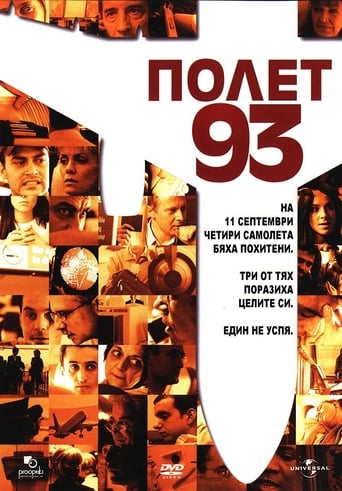 ПОЛЕТ
93
НА
11 СЕПТЕМВРИ
ЧЕТИРИ САМОЛЕТА
БЯХА ПОХИТЕНИ.
ТРИ ОТ ТЯХ
ПОРАЗИХА
ЦЕЛИТЕ СИ.
ЕДИН НЕ УСПЯ.
DVD
VIDEO
UNIVERSAL